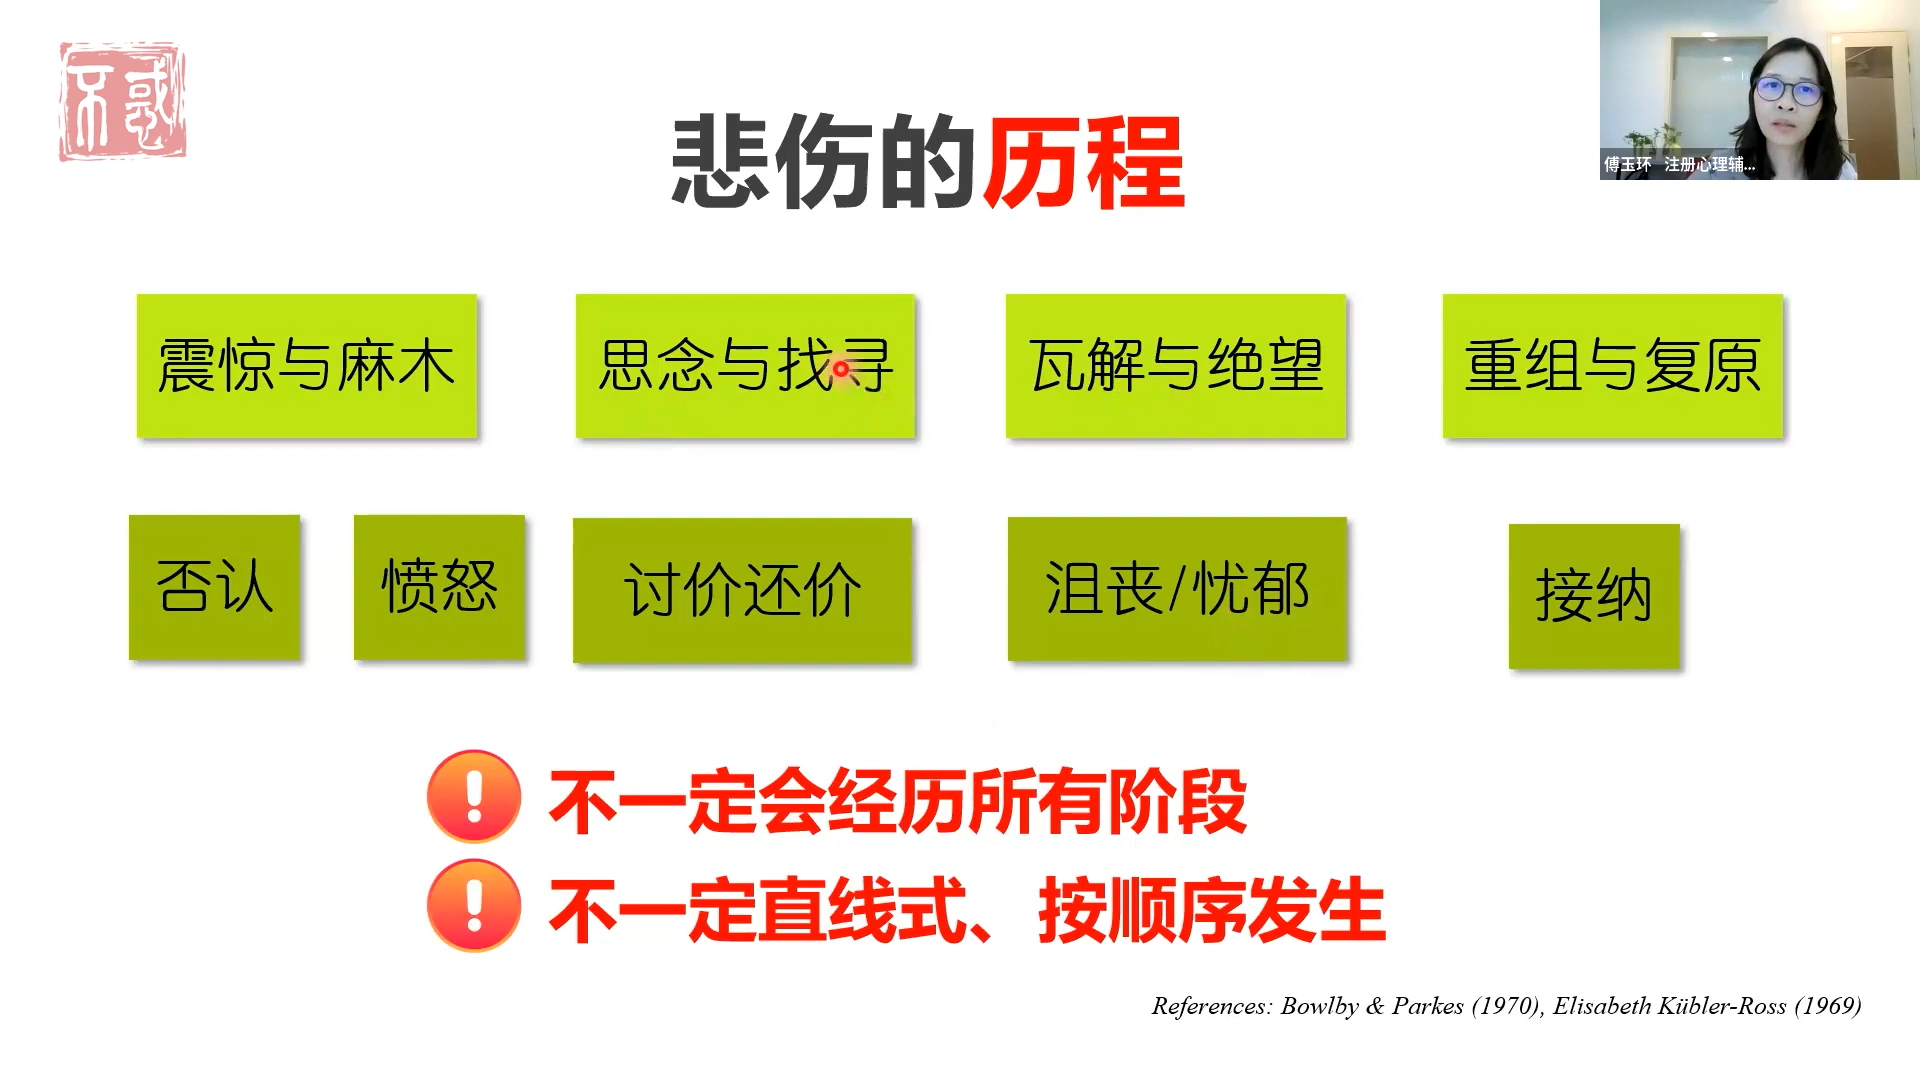 不惑
悲伤的历程
傅玉环 注册心理辅...
震惊与麻木
思念与找寻
瓦解与绝望
重组与复原
否认
愤怒
讨价还价
沮丧/忧郁
接纳
不一定会经历所有阶段
不一定直线式、按顺序发生
References: Bowlby & Parkes (1970), Elisabeth Kübler-Ross (1969)